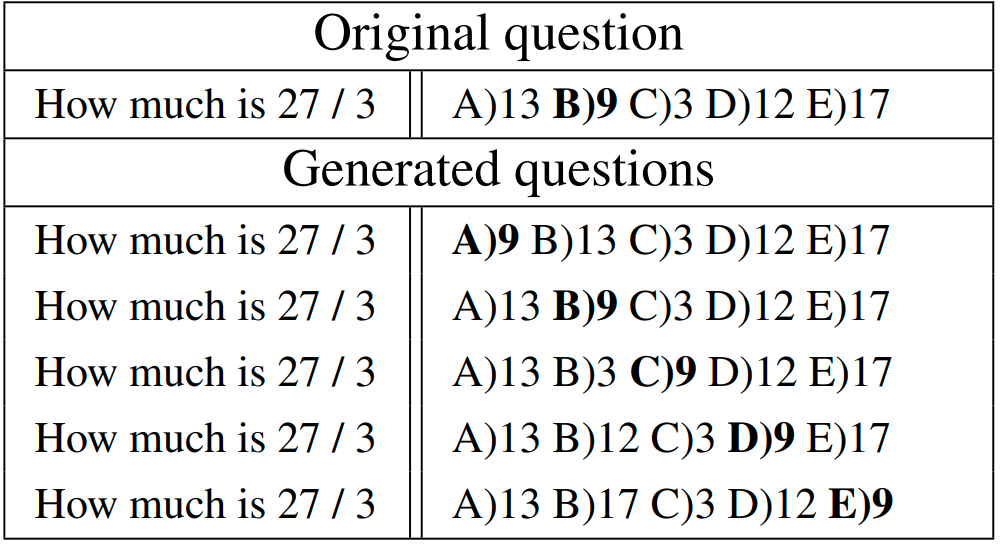 Original question
How much is 27 / 3 A)13 B)9 C)3 D)12 E)17
Generated questions
How much is 27 / 3 A)9 B)13 C)3 D)12 E)17
How much is 27 / 3 A)13 B)9 C)3 D)12 E)17
How much is 27 / 3 A)13 B)3 C)9 D)12 E)17
How much is 27 / 3 A)13 B)12 C)3 D)9 E)17
How much is 27 / 3 A)13 B)17 C)3 D)12 E)9